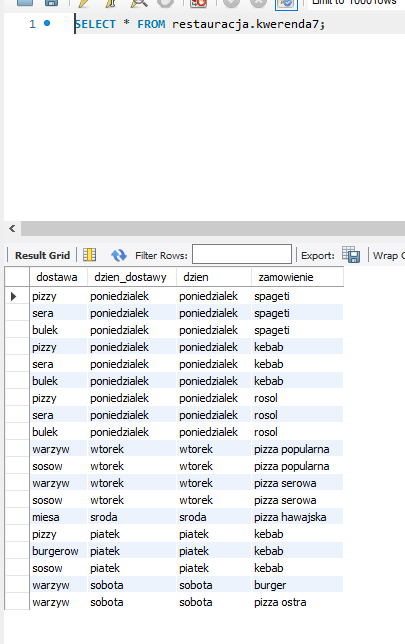 Limit to 1000 rows
1 SELECT * FROM restauracja.kwerenda7;
Result Grid Filter Rows: Export: Wrap
dostawa dzien_dostawy dzien zamowienie
pizzy poniedzialek poniedzialek spageti
sera poniedzialek poniedzialek spageti
bulek poniedzialek poniedzialek spageti
pizzy poniedzialek poniedzialek kebab
sera poniedzialek poniedzialek kebab
bulek poniedzialek poniedzialek kebab
pizzy poniedzialek poniedzialek rosol
sera poniedzialek poniedzialek rosol
bulek poniedzialek poniedzialek rosol
warzyw wtorek wtorek pizza popularna
sosow wtorek wtorek pizza popularna
warzyw wtorek wtorek pizza serowa
sosow wtorek wtorek pizza serowa
miesa sroda sroda pizza hawajska
pizzy piatek piatek kebab
burgerow piatek piatek kebab
sosow piatek piatek kebab
warzyw sobota sobota burger
warzyw sobota sobota pizza ostra